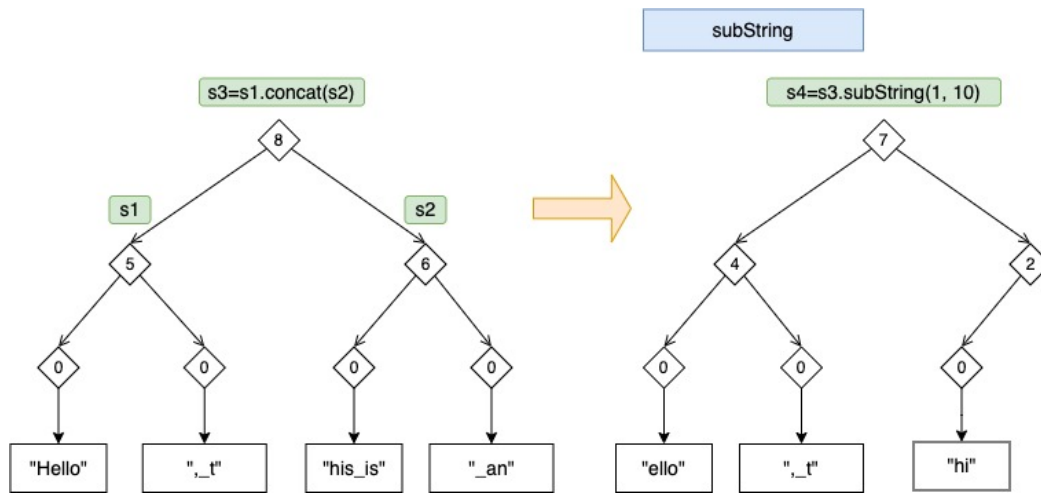 subString
s3=s1.concat(s2)
s4=s3.subString(1, 10)
8
7
s1
s2
5
6
4
2
0
0
0
0
0
0
0
"Hello"
",_t"
"his_is"
"_an"
"ello"
",_t"
"hi"